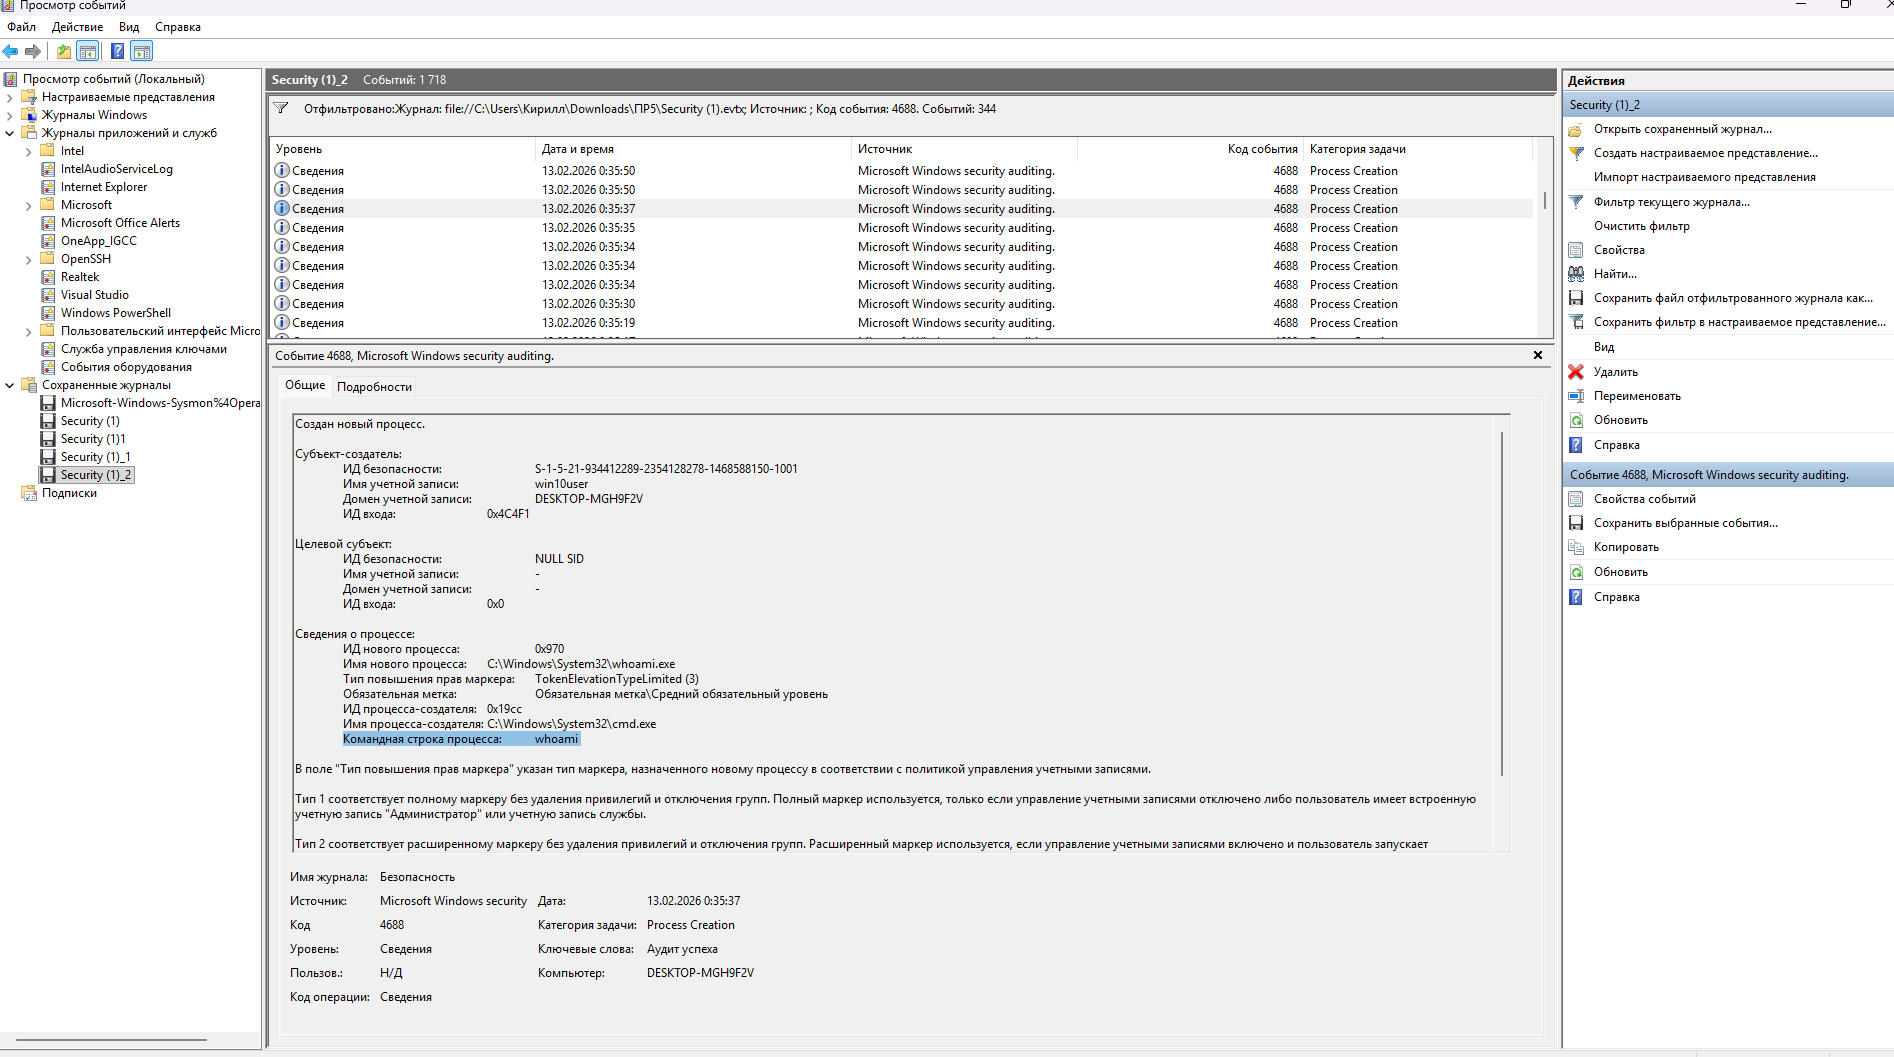 Просмотр событий
Файл Действие Вид Справка
Просмотр событий (Локальный)
Настраиваемые представления
Журналы Windows
Журналы приложений и служб
Intel
IntelAudioServiceLog
Internet Explorer
Microsoft
Microsoft Office Alerts
OneApp_IGCC
OpenSSH
Realtek
Visual Studio
Windows PowerShell
Пользовательский интерфейс Micro
Служба управления ключами
События оборудования
Сохраненные журналы
Microsoft-Windows-Sysmon%4Opera
Security (1)
Security (1)1
Security (1)_1
Security (1)_2
Подписки
Security (1)_2 Событий: 1 718
Отфильтровано:Журнал: file://C:\Users\Кирилл\Downloads\ПР5\Security (1).evtx; Источник: ; Код события: 4688. Событий: 344
Уровень Дата и время Источник Код события Категория задачи
Сведения 13.02.2026 0:35:50 Microsoft Windows security auditing. 4688 Process Creation
Сведения 13.02.2026 0:35:50 Microsoft Windows security auditing. 4688 Process Creation
Сведения 13.02.2026 0:35:37 Microsoft Windows security auditing. 4688 Process Creation
Сведения 13.02.2026 0:35:35 Microsoft Windows security auditing. 4688 Process Creation
Сведения 13.02.2026 0:35:34 Microsoft Windows security auditing. 4688 Process Creation
Сведения 13.02.2026 0:35:34 Microsoft Windows security auditing. 4688 Process Creation
Сведения 13.02.2026 0:35:34 Microsoft Windows security auditing. 4688 Process Creation
Сведения 13.02.2026 0:35:30 Microsoft Windows security auditing. 4688 Process Creation
Сведения 13.02.2026 0:35:19 Microsoft Windows security auditing. 4688 Process Creation
Событие 4688, Microsoft Windows security auditing.
Общие Подробности
Создан новый процесс.
Субъект-создатель:
ИД безопасности: S-1-5-21-934412289-2354128278-1468588150-1001
Имя учетной записи: win10user
Домен учетной записи: DESKTOP-MGH9F2V
ИД входа: 0x4C4F1
Целевой субъект:
ИД безопасности: NULL SID
Имя учетной записи: -
Домен учетной записи: -
ИД входа: 0x0
Сведения о процессе:
ИД нового процесса: 0x970
Имя нового процесса: C:\Windows\System32\whoami.exe
Тип повышения прав маркера: TokenElevationTypeLimited (3)
Обязательная метка: Обязательная метка\Средний обязательный уровень
ИД процесса-создателя: 0x19cc
Имя процесса-создателя: C:\Windows\System32\cmd.exe
Командная строка процесса: whoami
В поле "Тип повышения прав маркера" указан тип маркера, назначенного новому процессу в соответствии с политикой управления учетными записями.
Тип 1 соответствует полному маркеру без удаления привилегий и отключения групп. Полный маркер используется, только если управление учетными записями отключено либо пользователь имеет встроенную
учетную запись "Администратор" или учетную запись службы.
Тип 2 соответствует расширенному маркеру без удаления привилегий и отключения групп. Расширенный маркер используется, если управление учетными записями включено и пользователь запускает
Имя журнала: Безопасность
Источник: Microsoft Windows security Дата: 13.02.2026 0:35:37
Код 4688 Категория задачи: Process Creation
Уровень: Сведения Ключевые слова: Аудит успеха
Пользов.: Н/Д Компьютер: DESKTOP-MGH9F2V
Код операции: Сведения
Действия
Security (1)_2
Открыть сохраненный журнал...
Создать настраиваемое представление...
Импорт настраиваемого представления
Фильтр текущего журнала...
Очистить фильтр
Свойства
Найти...
Сохранить файл отфильтрованного журнала как...
Сохранить фильтр в настраиваемое представление...
Вид
Удалить
Переименовать
Обновить
Справка
Событие 4688, Microsoft Windows security auditing.
Свойства событий
Сохранить выбранные события...
Копировать
Обновить
Справка